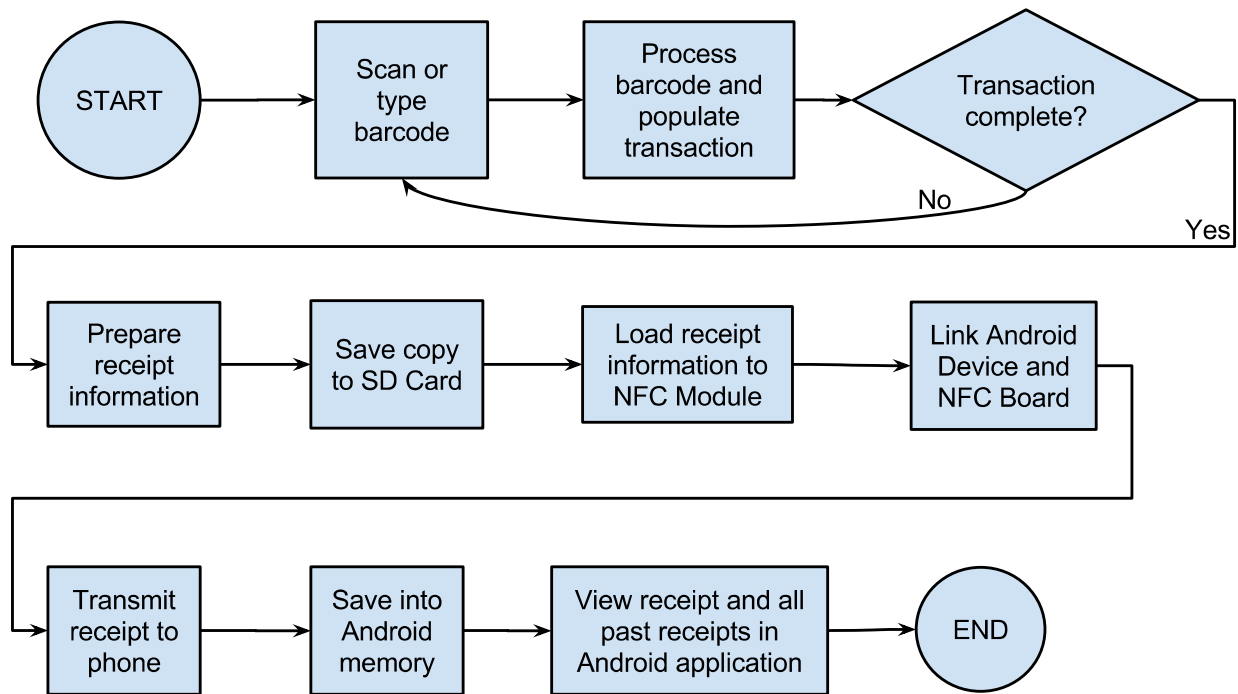 START
Scan or
type
barcode
Process
barcode and
populate
transaction
Transaction
complete?
No
Yes
Prepare
receipt
information
Save copy
to SD Card
Load receipt
information to
NFC Module
Link Android
Device and
NFC Board
Transmit
receipt to
phone
Save into
Android
memory
View receipt and all
past receipts in
Android application
END